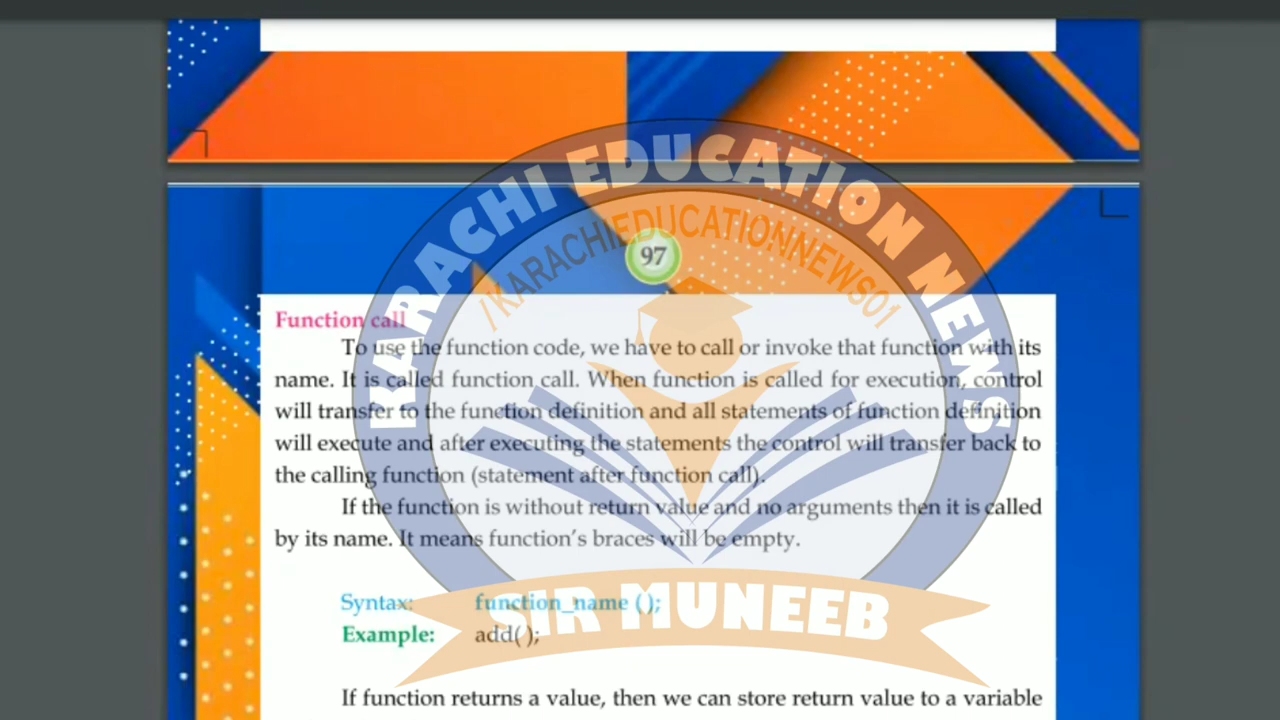 KARACHI EDUCATION NEWS
/KARACHIEDUCATIONNEWS01
97
Function call
To use the function code, we have to call or invoke that function with its
name. It is called function call. When function is called for execution, control
will transfer to the function definition and all statements of function definition
will execute and after executing the statements the control will transfer back to
the calling function (statement after function call).
If the function is without return value and no arguments then it is called
by its name. It means function's braces will be empty.
Syntax: function_name ( );
Example: add( );
SIR MUNEEB
If function returns a value, then we can store return value to a variable